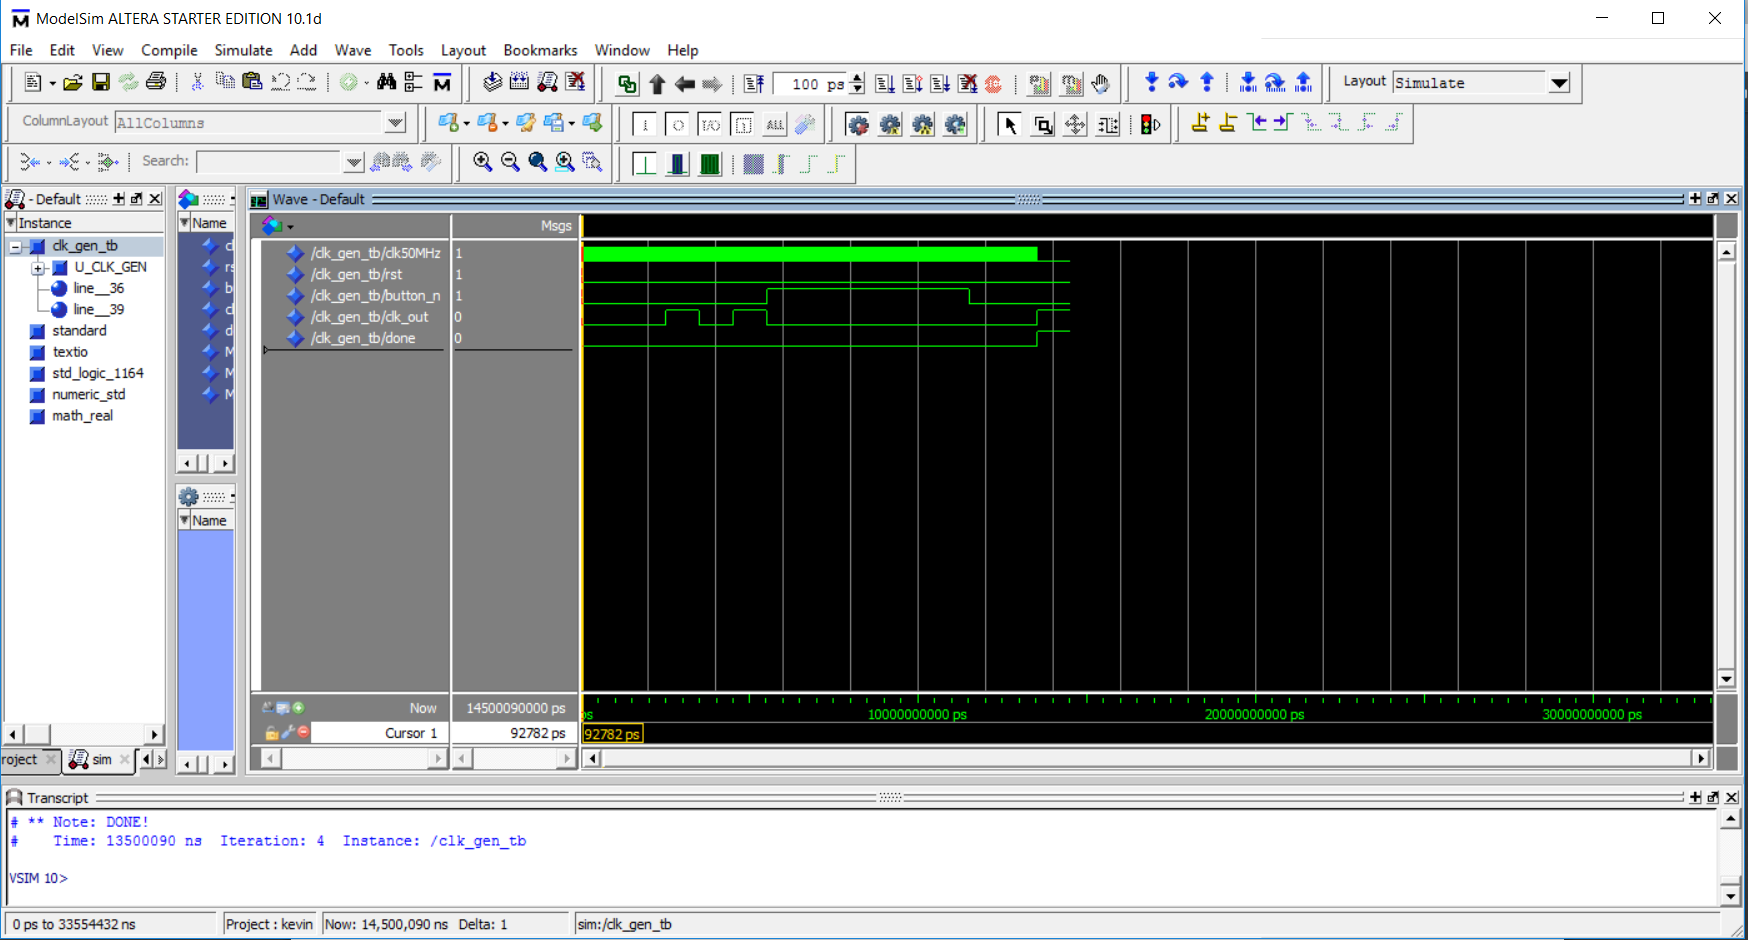 ModelSim ALTERA STARTER EDITION 10.1d
File Edit View Compile Simulate Add Wave Tools Layout Bookmarks Window Help
100 ps
Layout Simulate
ColumnLayout AllColumns
ALL
Search:
- Default
Instance
clk_gen_tb
U_CLK_GEN
line__36
line__39
standard
textio
std_logic_1164
numeric_std
math_real
roject
sim
Name
Name
Wave - Default
Msgs
/clk_gen_tb/clk50MHz 1
/clk_gen_tb/rst 1
/clk_gen_tb/button_n 1
/clk_gen_tb/clk_out 0
/clk_gen_tb/done 0
Now 14500090000 ps
ps 10000000000 ps 20000000000 ps 30000000000 ps
Cursor 1 92782 ps
92782 ps
Transcript
# ** Note: DONE!
# Time: 13500090 ns Iteration: 4 Instance: /clk_gen_tb
VSIM 10>
0 ps to 33554432 ns Project : kevin Now: 14,500,090 ns Delta: 1 sim:/clk_gen_tb